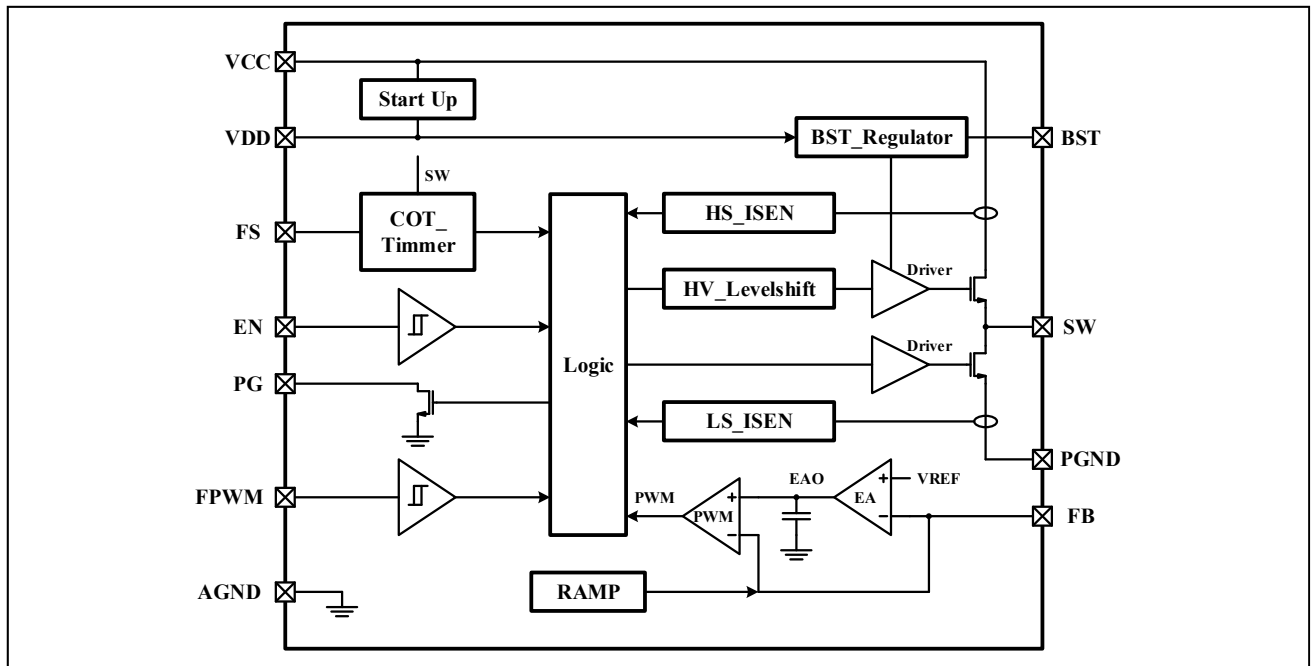 VCC
Start Up
VDD
BST_Regulator
BST
SW
HS_ISEN
FS
COT_
Timmer
Driver
HV_Levelshift
EN
SW
Driver
Logic
PG
LS_ISEN
PGND
EAO
+
VREF
FPWM
PWM
+
PWM
EA
-
FB
-
AGND
RAMP